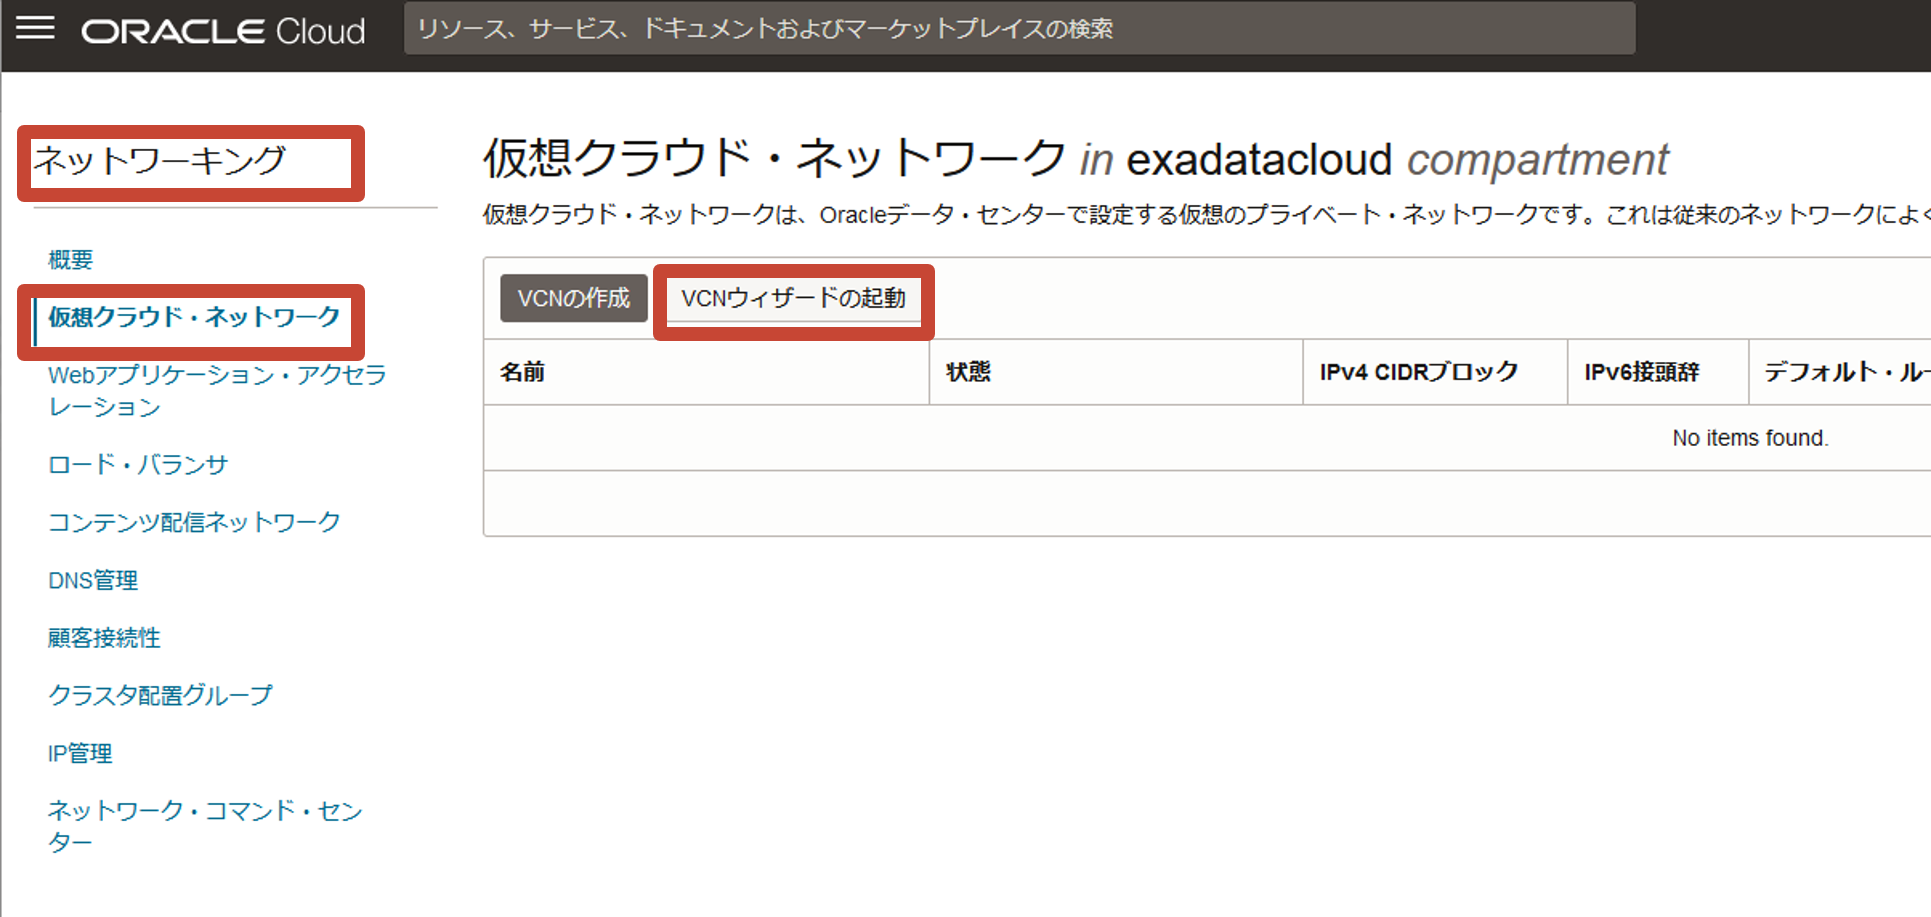 ORACLE Cloud
リソース、サービス、ドキュメントおよびマーケットプレイスの検索
ネットワーキング
概要
仮想クラウド・ネットワーク
Webアプリケーション・アクセラ
レーション
ロード・バランサ
コンテンツ配信ネットワーク
DNS管理
顧客接続性
クラスタ配置グループ
IP管理
ネットワーク・コマンド・セン
ター
仮想クラウド・ネットワーク in exadatacloud compartment
仮想クラウド・ネットワークは、Oracleデータ・センターで設定する仮想のプライベート・ネットワークです。これは従来のネットワークによく
VCNの作成 VCNウィザードの起動
名前 状態 IPv4 CIDRブロック IPv6接頭辞 デフォルト・ルー
No items found.